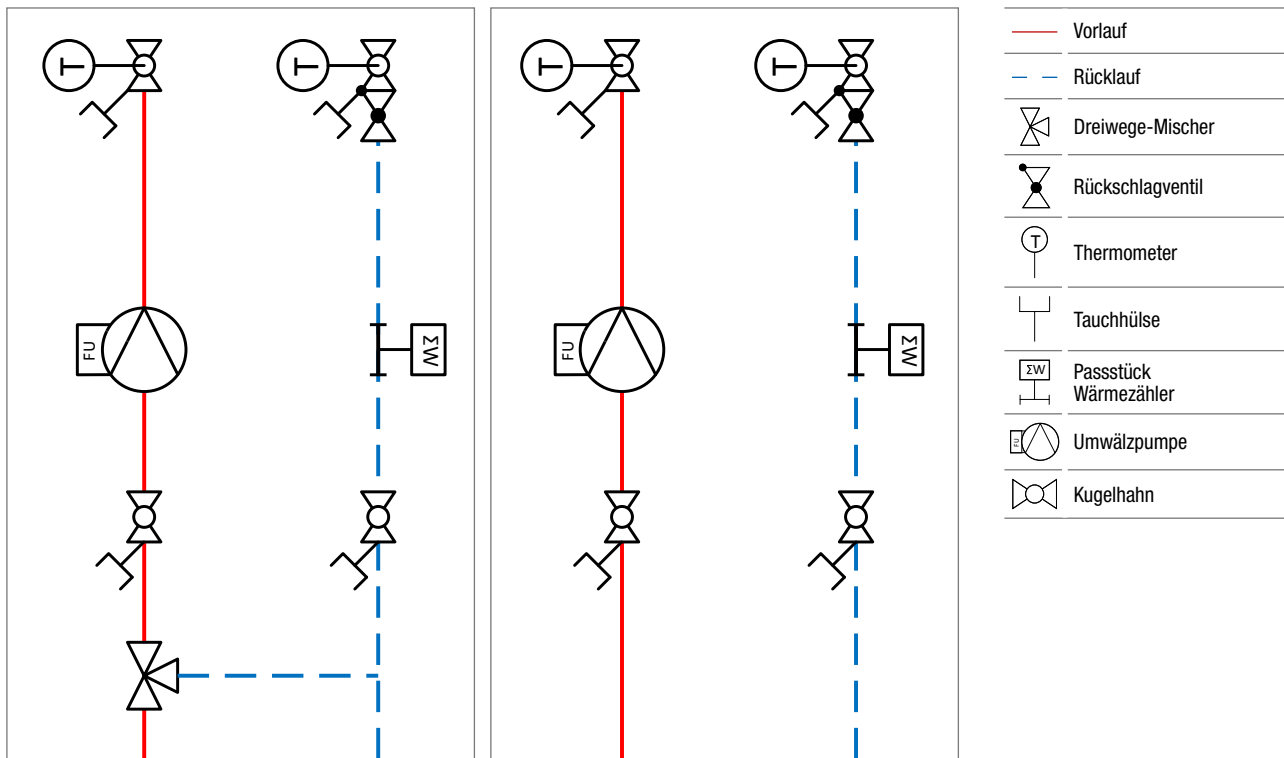 T
T
FU
ΣW
T
T
FU
ΣW
Vorlauf
Rücklauf
Dreiwege-Mischer
Rückschlagventil
T
Thermometer
Tauchhülse
ΣW
Passstück
Wärmezähler
FU
Umwälzpumpe
Kugelhahn